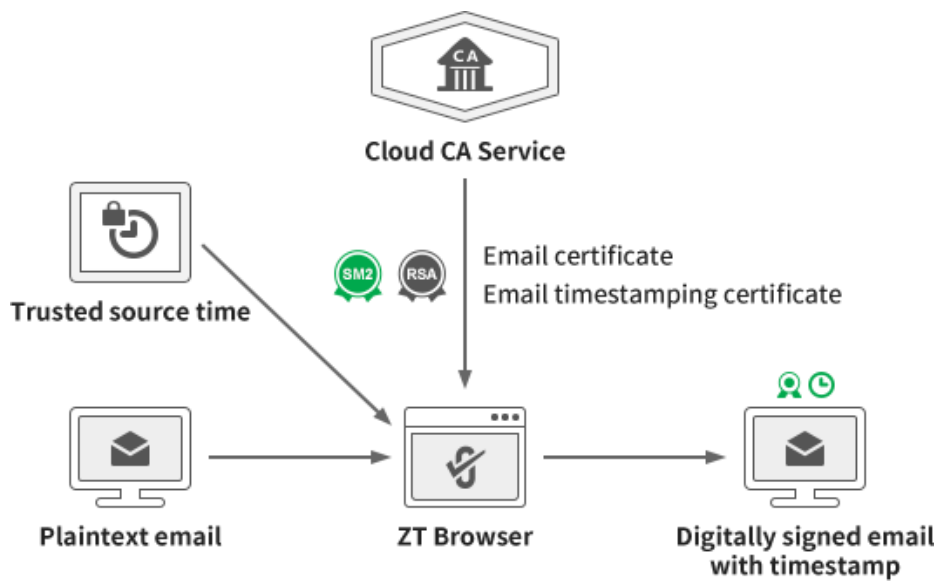 CA
Cloud CA Service
SM2
RSA
Email certificate
Email timestamping certificate
Trusted source time
Plaintext email
ZT Browser
Digitally signed email
with timestamp